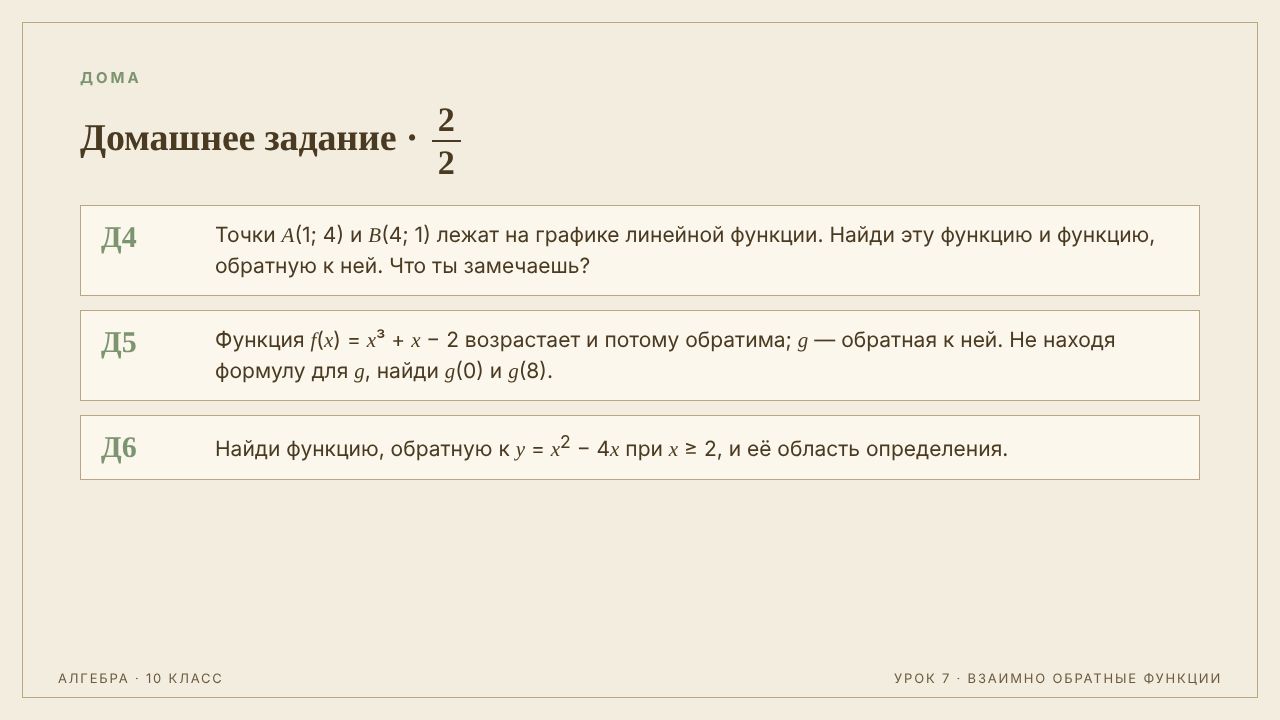 ДОМА
Домашнее задание · 2/2
Д4
Точки A(1; 4) и B(4; 1) лежат на графике линейной функции. Найди эту функцию и функцию,
обратную к ней. Что ты замечаешь?
Д5
Функция f(x) = x³ + x − 2 возрастает и потому обратима; g — обратная к ней. Не находя
формулу для g, найди g(0) и g(8).
Д6
Найди функцию, обратную к y = x² − 4x при x ≥ 2, и её область определения.
АЛГЕБРА · 10 КЛАСС
УРОК 7 · ВЗАИМНО ОБРАТНЫЕ ФУНКЦИИ